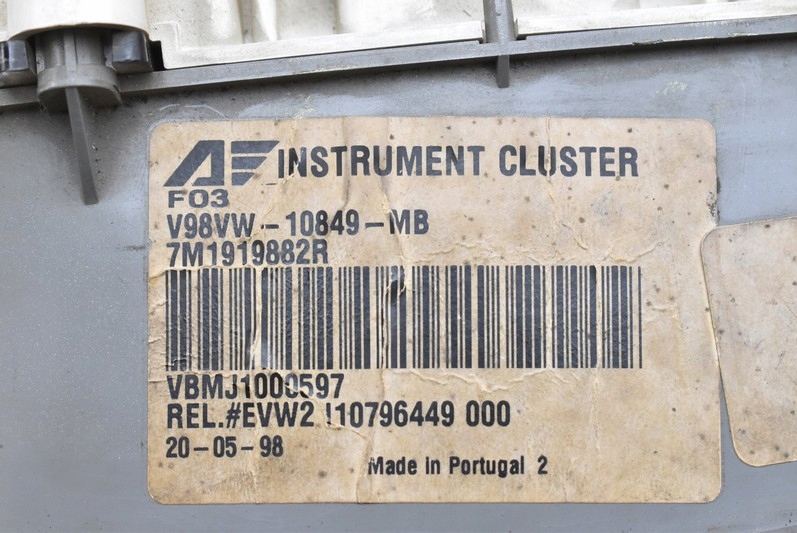 AF INSTRUMENT CLUSTER
F03
V98VW-10849-MB
7M1919882R
VBMJ1000597
REL.#EVW2 110796449 000
20-05-98
Made in Portugal 2